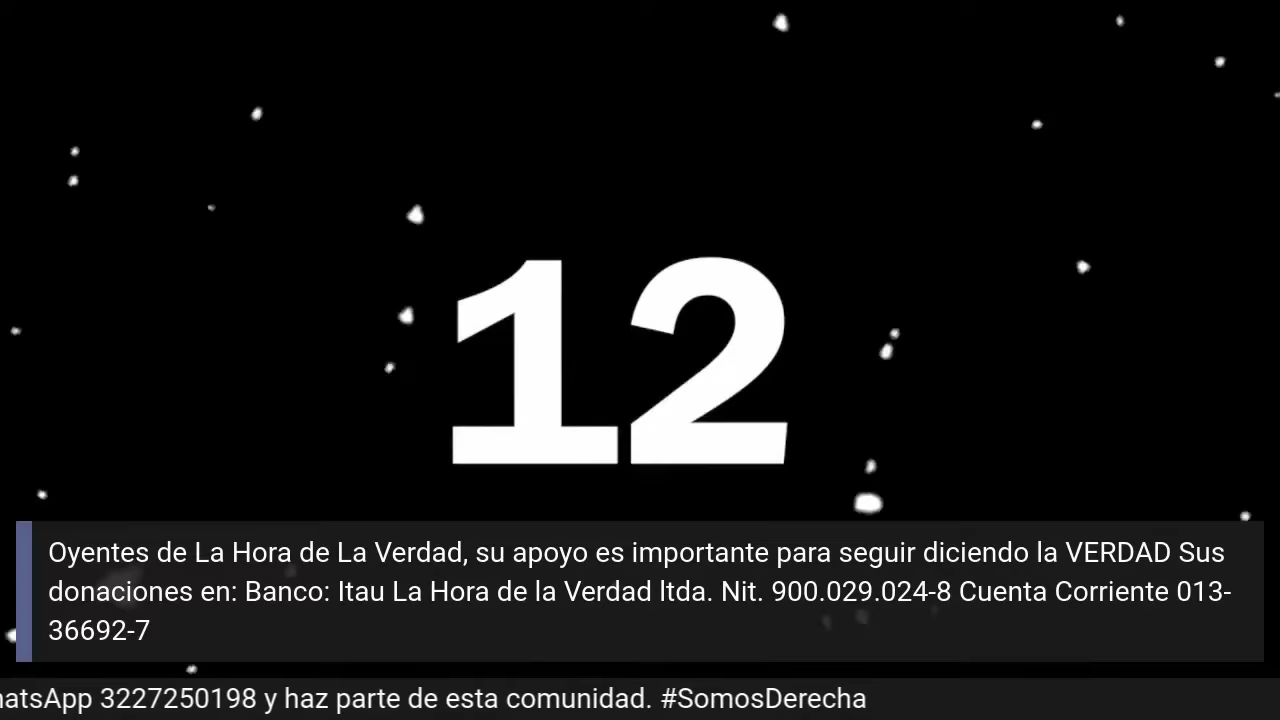 12
Oyentes de La Hora de La Verdad, su apoyo es importante para seguir diciendo la VERDAD Sus
donaciones en: Banco: Itau La Hora de la Verdad ltda. Nit. 900.029.024-8 Cuenta Corriente 013-
36692-7
hatsApp 3227250198 y haz parte de esta comunidad. #SomosDerecha